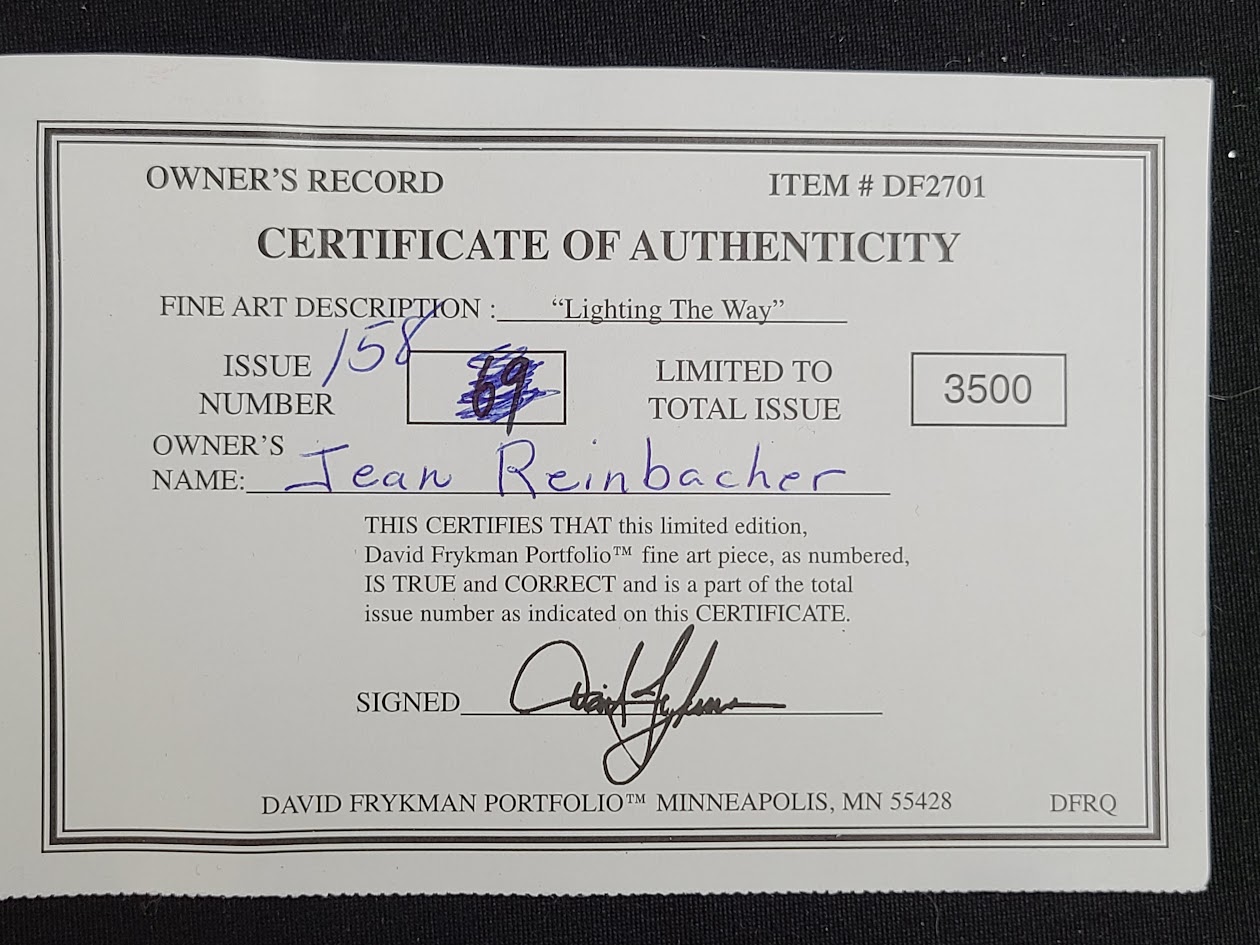 OWNER'S RECORD ITEM # DF2701
CERTIFICATE OF AUTHENTICITY
FINE ART DESCRIPTION : "Lighting The Way"
ISSUE NUMBER 158 69
LIMITED TO TOTAL ISSUE 3500
OWNER'S
NAME: Jean Reinbacher
THIS CERTIFIES THAT this limited edition,
David Frykman Portfolio™ fine art piece, as numbered,
IS TRUE and CORRECT and is a part of the total
issue number as indicated on this CERTIFICATE.
SIGNED David Frykman
DAVID FRYKMAN PORTFOLIO™ MINNEAPOLIS, MN 55428 DFRQ